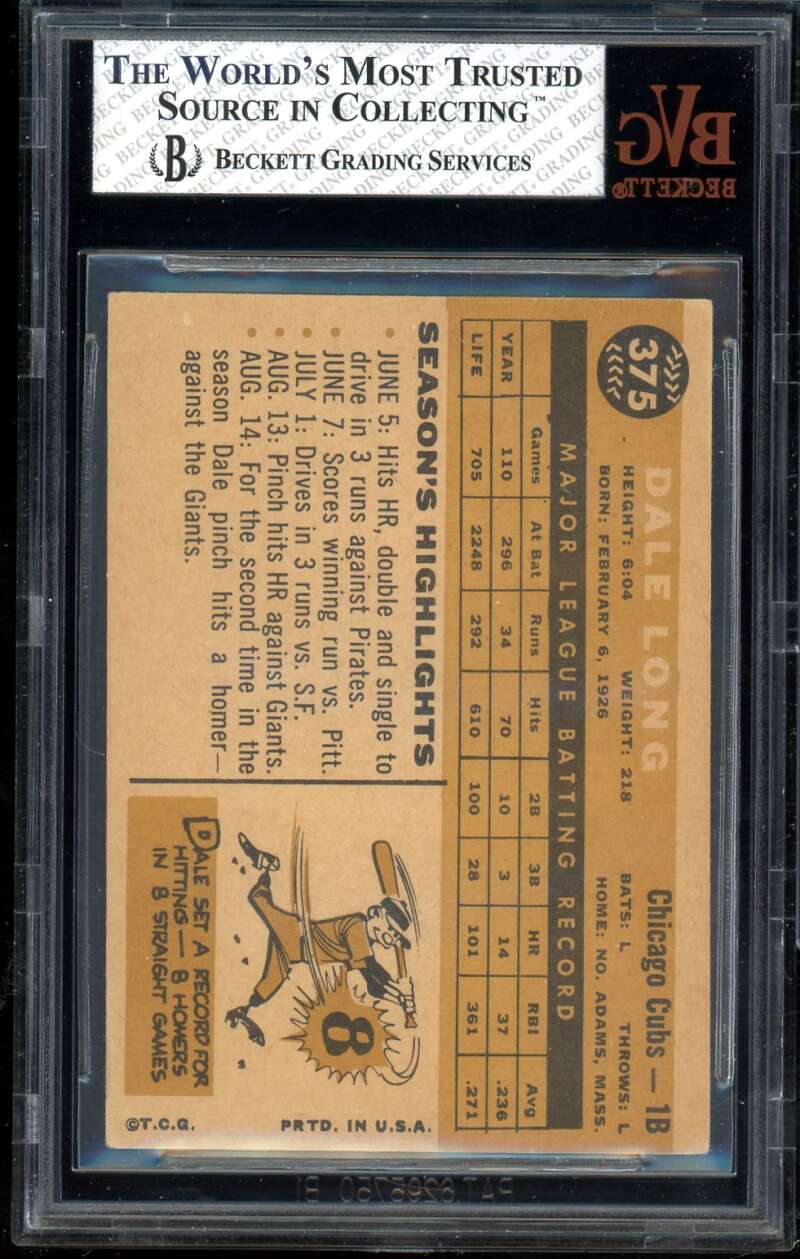 THE WORLD'S MOST TRUSTED
SOURCE IN COLLECTING™
B BECKETT GRADING SERVICES
BVG
BECKETT®
375
DALE LONG
Chicago Cubs — 1B
HEIGHT: 6:04 WEIGHT: 218 BATS: L THROWS: L
BORN: FEBRUARY 6, 1926 HOME: NO. ADAMS, MASS.
MAJOR LEAGUE BATTING RECORD
Games At Bat Runs Hits 2B 3B HR RBI Avg
YEAR 110 296 34 70 10 3 14 37 .236
LIFE 705 2248 292 610 100 28 101 361 .271
SEASON'S HIGHLIGHTS
• JUNE 5: Hits HR, double and single to
drive in 3 runs against Pirates.
• JUNE 7: Scores winning run vs. Pitt.
• JULY 1: Drives in 3 runs vs. S.F.
• AUG. 13: Pinch hits HR against Giants.
• AUG. 14: For the second time in the
season Dale pinch hits a homer—
against the Giants.
8
DALE SET A RECORD FOR
HITTING— 8 HOMERS
IN 8 STRAIGHT GAMES
©T.C.G. PRTD. IN U.S.A.